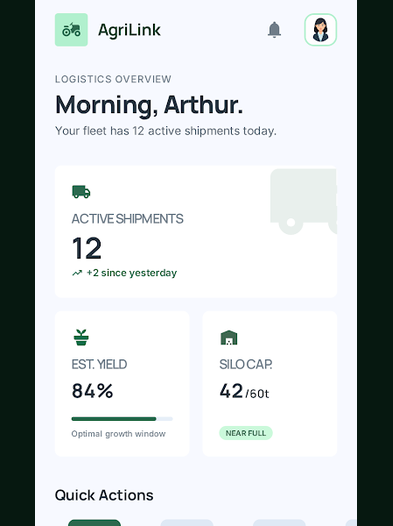 AgriLink
LOGISTICS OVERVIEW
Morning, Arthur.
Your fleet has 12 active shipments today.
ACTIVE SHIPMENTS
12
+2 since yesterday
EST. YIELD
84%
Optimal growth window
SILO CAP.
42/60t
NEAR FULL
Quick Actions